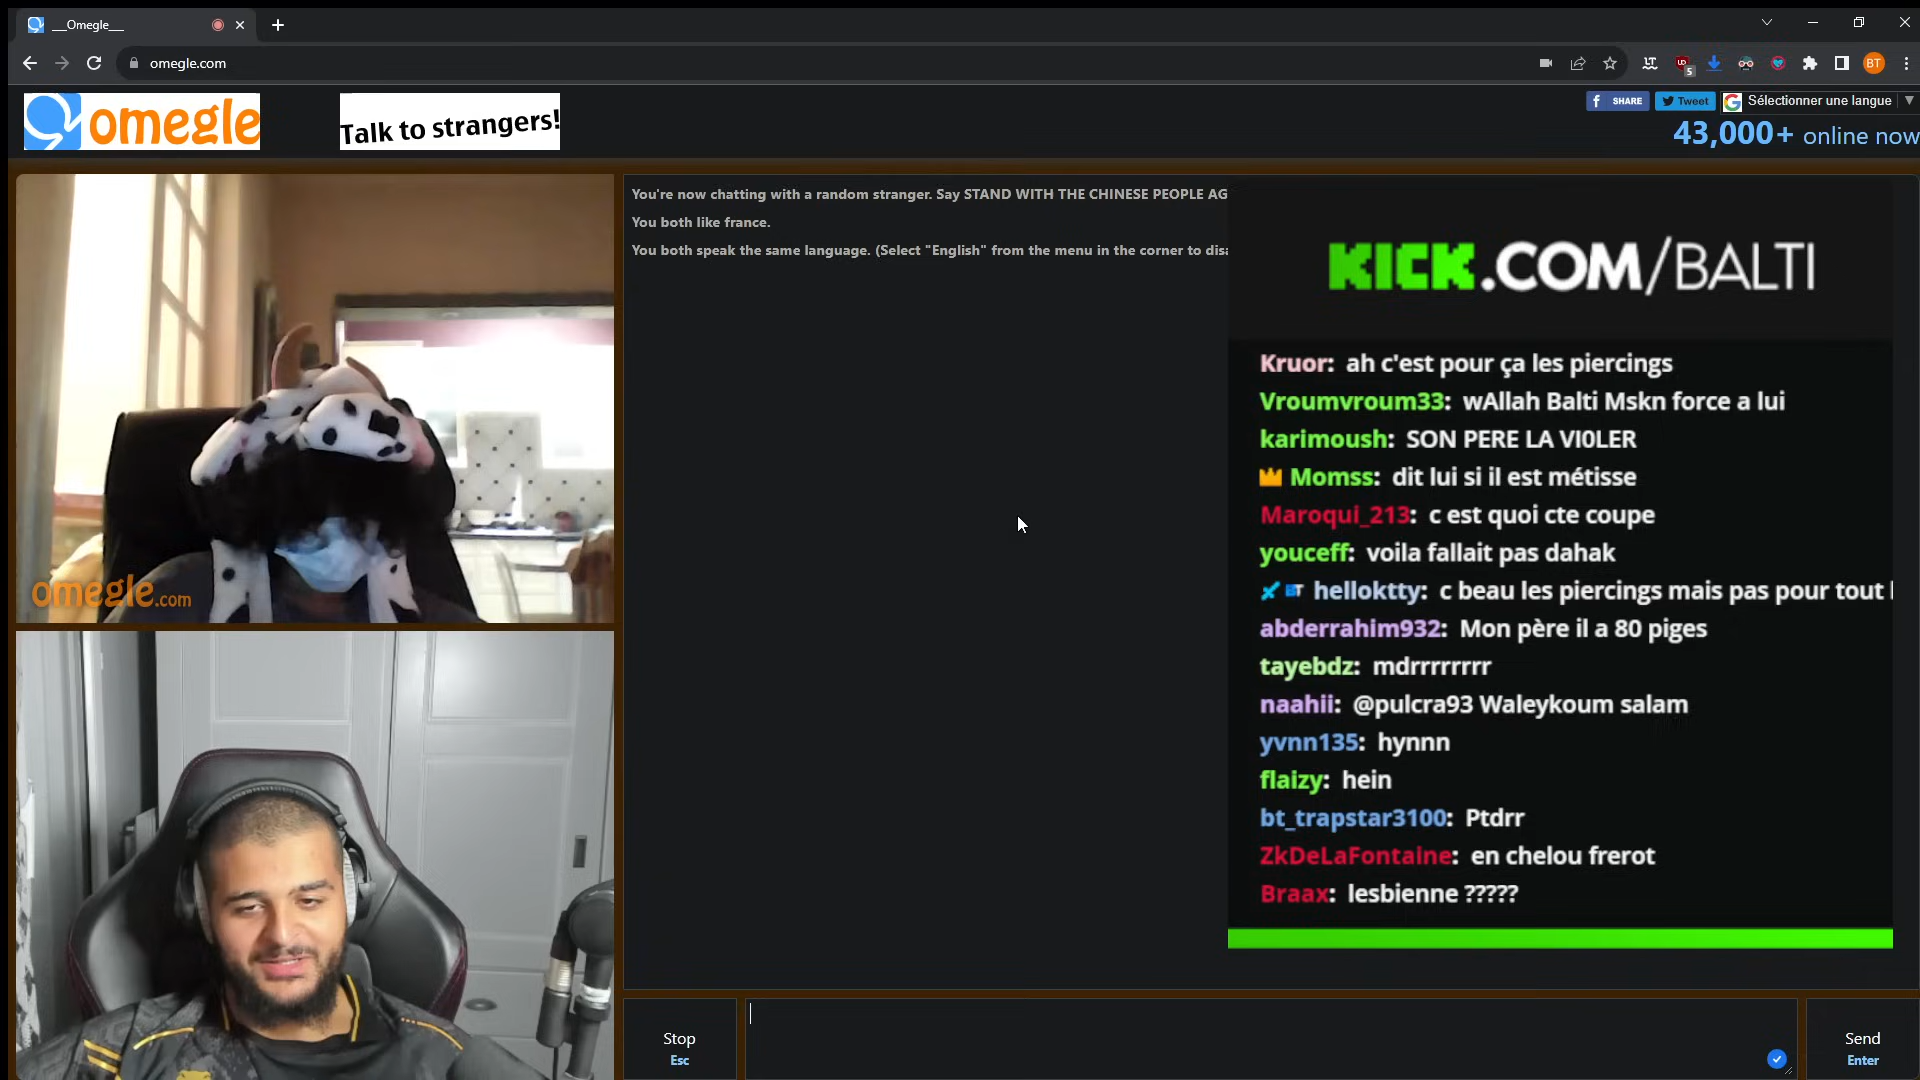 __Omegle__
omegle.com
omegle
Talk to strangers!
SHARE
Tweet
Sélectionner une langue
43,000+ online now
You're now chatting with a random stranger. Say STAND WITH THE CHINESE PEOPLE AG
You both like france.
You both speak the same language. (Select "English" from the menu in the corner to disa
omegle.com
KICK.COM/BALTI
Kruor: ah c'est pour ça les piercings
Vroumvroum33: wAllah Balti Mskn force a lui
karimoush: SON PERE LA VI0LER
Momss: dit lui si il est métisse
Maroqui_213: c est quoi cte coupe
youceff: voila fallait pas dahak
BT helloktty: c beau les piercings mais pas pour tout l
abderrahim932: Mon père il a 80 piges
tayebdz: mdrrrrrrrr
naahii: @pulcra93 Waleykoum salam
yvnn135: hynnn
flaizy: hein
bt_trapstar3100: Ptdrr
ZkDeLaFontaine: en chelou frerot
Braax: lesbienne ?????
Stop
Esc
Send
Enter
BT
5